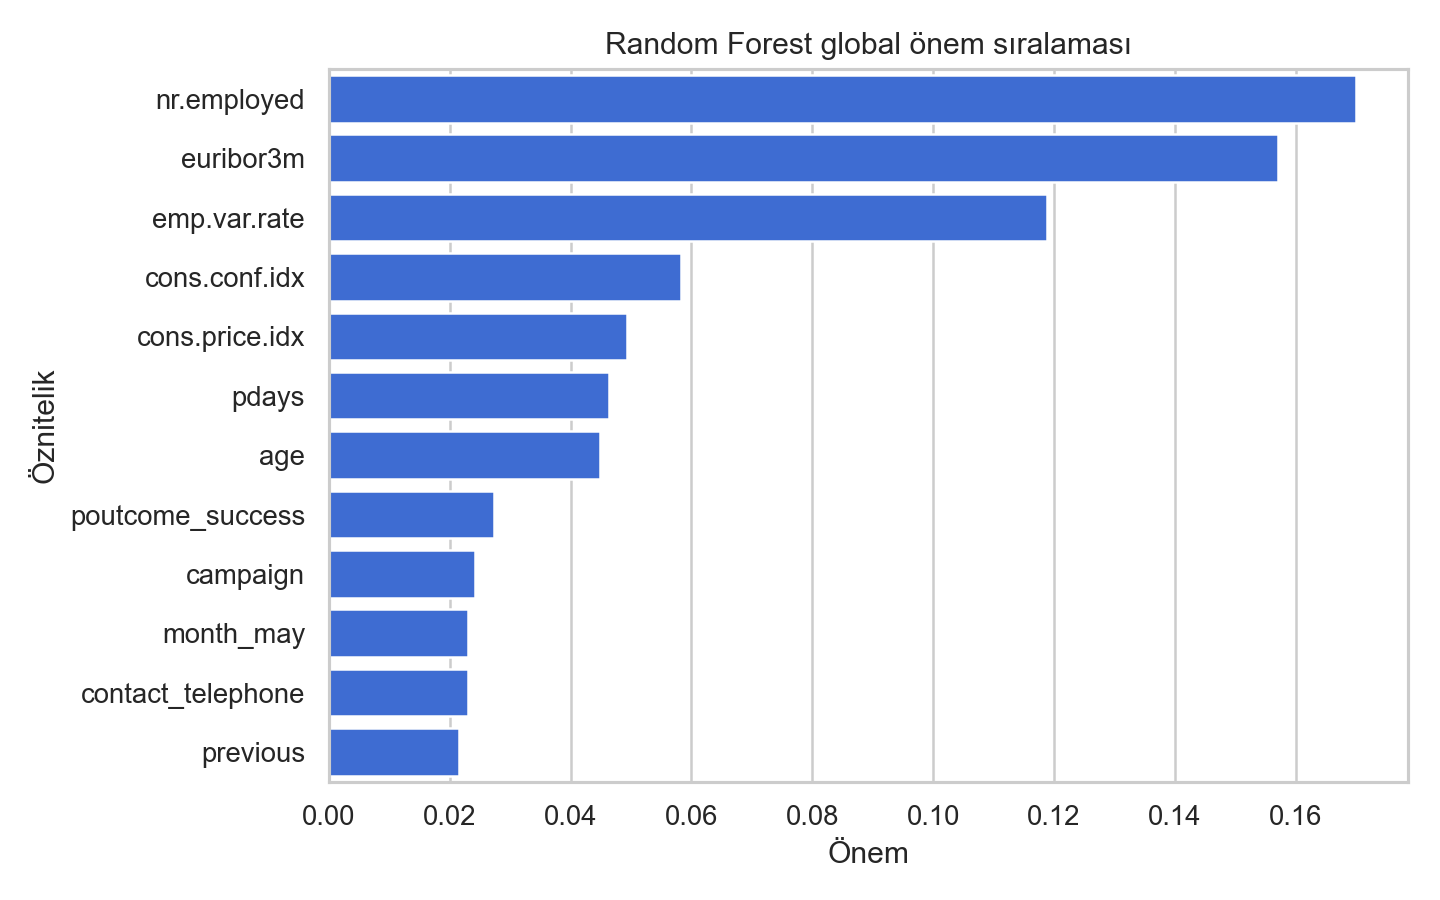 Random Forest global önem sıralaması
Öznitelik
nr.employed
euribor3m
emp.var.rate
cons.conf.idx
cons.price.idx
pdays
age
poutcome_success
campaign
month_may
contact_telephone
previous
0.00 0.02 0.04 0.06 0.08 0.10 0.12 0.14 0.16
Önem